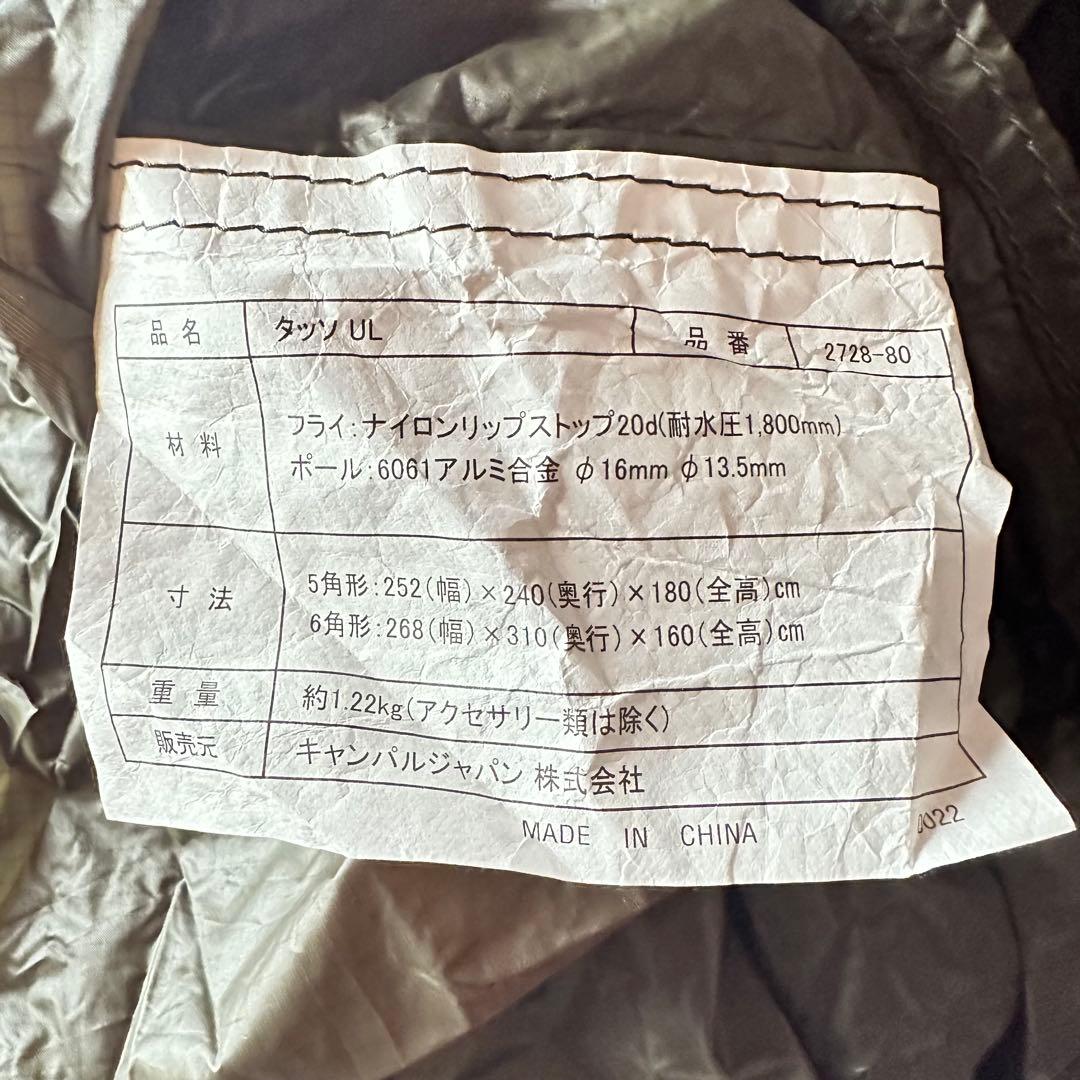 品名 タッソ UL 品番 2728-80
材料 フライ:ナイロンリップストップ20d(耐水圧1,800mm)
ポール:6061アルミ合金 φ16mm φ13.5mm
寸法 5角形:252(幅)×240(奥行)×180(全高)cm
6角形:268(幅)×310(奥行)×160(全高)cm
重量 約1.22kg(アクセサリー類は除く)
販売元 キャンパルジャパン 株式会社
MADE IN CHINA